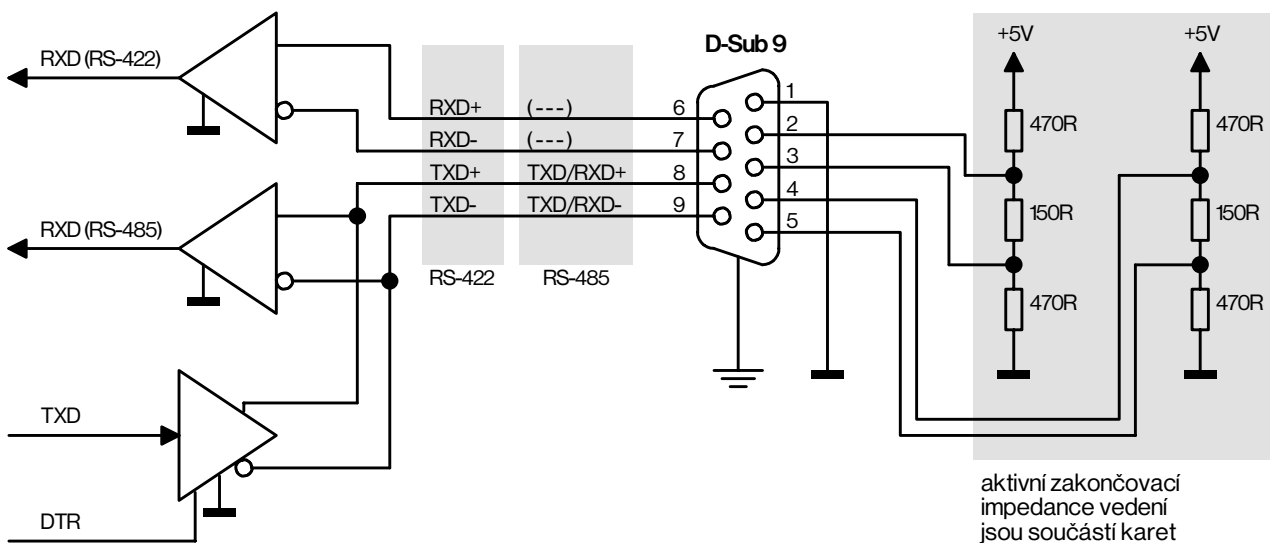 RXD (RS-422)
RXD+ (---) 6
RXD- (---) 7
TXD+ TXD/RXD+ 8
TXD- TXD/RXD- 9
RS-422 RS-485
RXD (RS-485)
TXD
DTR
D-Sub 9
1
2
3
4
5
+5V +5V
470R 470R
150R 150R
470R 470R
aktivní zakončovací
impedance vedení
jsou součástí karet